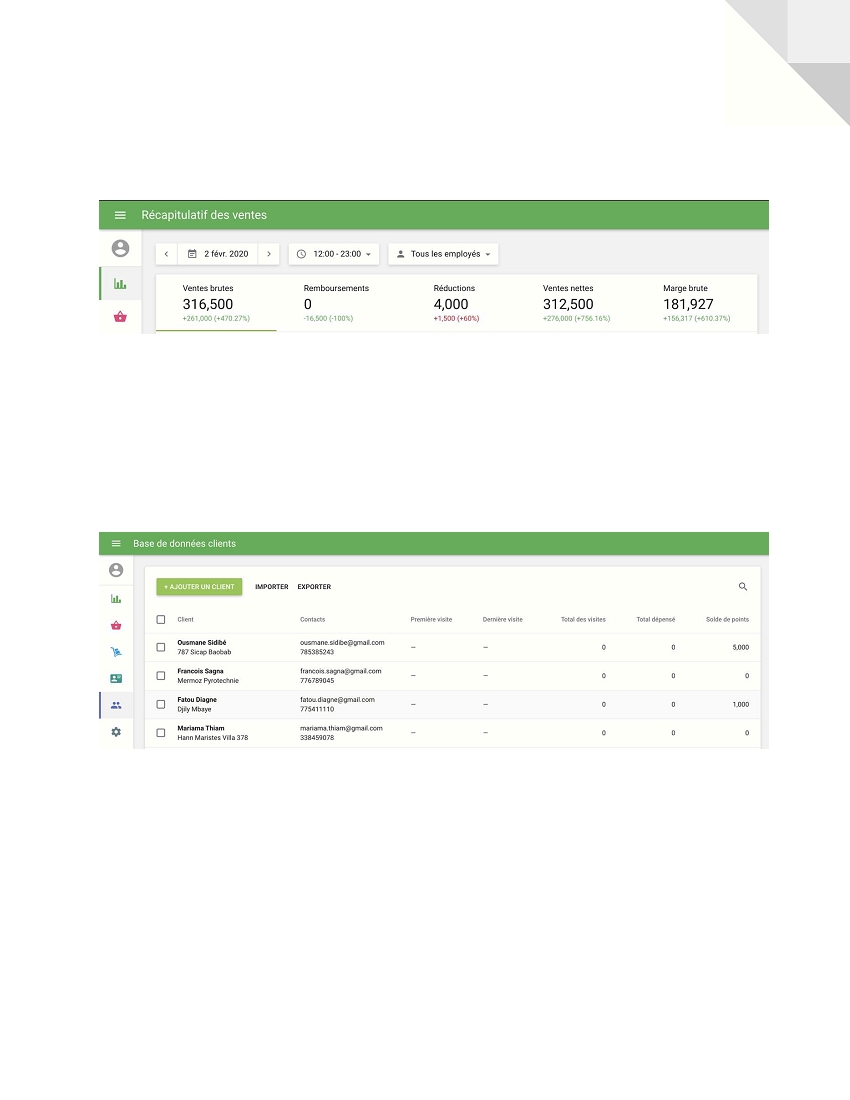 Récapitulatif des ventes
2 févr. 2020 12:00 - 23:00 Tous les employés
Ventes brutes Remboursements Réductions Ventes nettes Marge brute
316,500 0 4,000 312,500 181,927
+261,000 (+470.27%) -16,500 (-100%) +1,500 (+60%) +276,000 (+756.16%) +156,317 (+610.37%)
Base de données clients
+ AJOUTER UN CLIENT IMPORTER EXPORTER
Client Contacts Première visite Dernière visite Total des visites Total dépensé Solde de points
Ousmane Sidibé ousmane.sidibe@gmail.com
787 Sicap Baobab 785385243 – – 0 0 5,000
Francois Sagna francois.sagna@gmail.com
Mermoz Pyrotechnie 776789045 – – 0 0 0
Fatou Diagne fatou.diagne@gmail.com
Djily Mbaye 775411110 – – 0 0 1,000
Mariama Thiam mariama.thiam@gmail.com
Hann Maristes Villa 378 338459078 – – 0 0 0